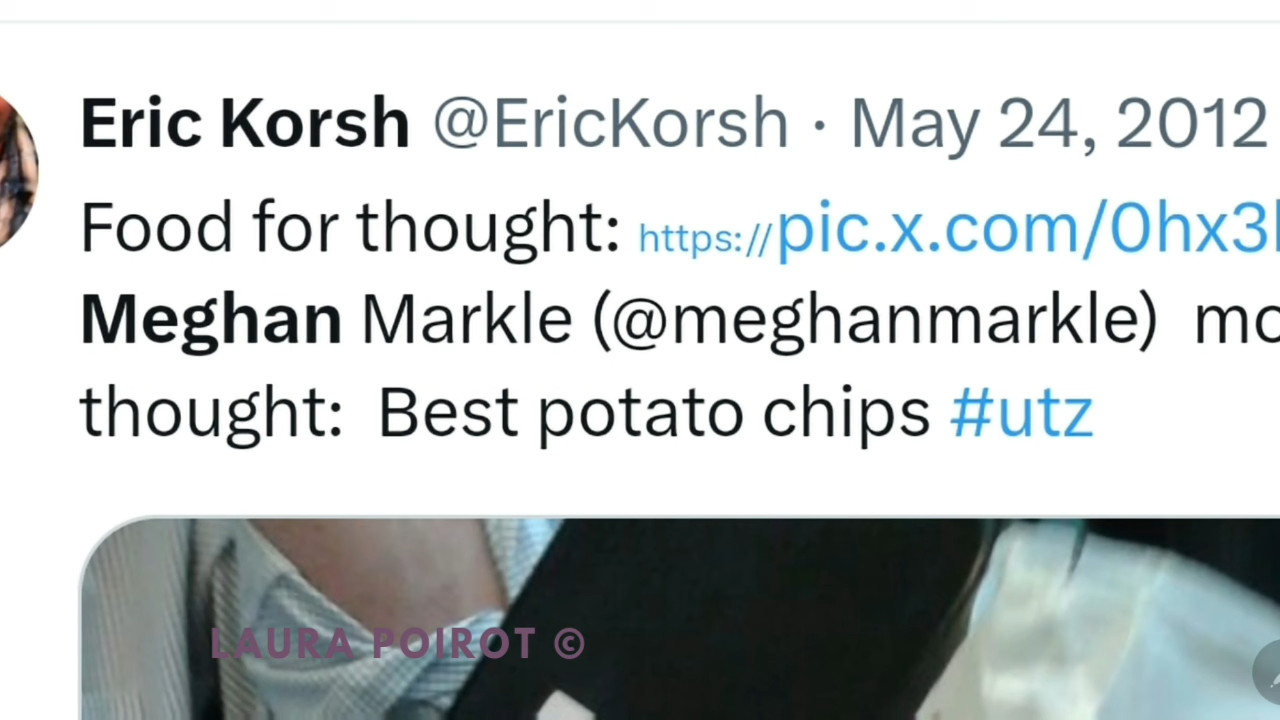 Eric Korsh @EricKorsh · May 24, 2012
Food for thought: https://pic.x.com/0hx3
Meghan Markle (@meghanmarkle)
thought: Best potato chips #utz
LAURA POIROT ©